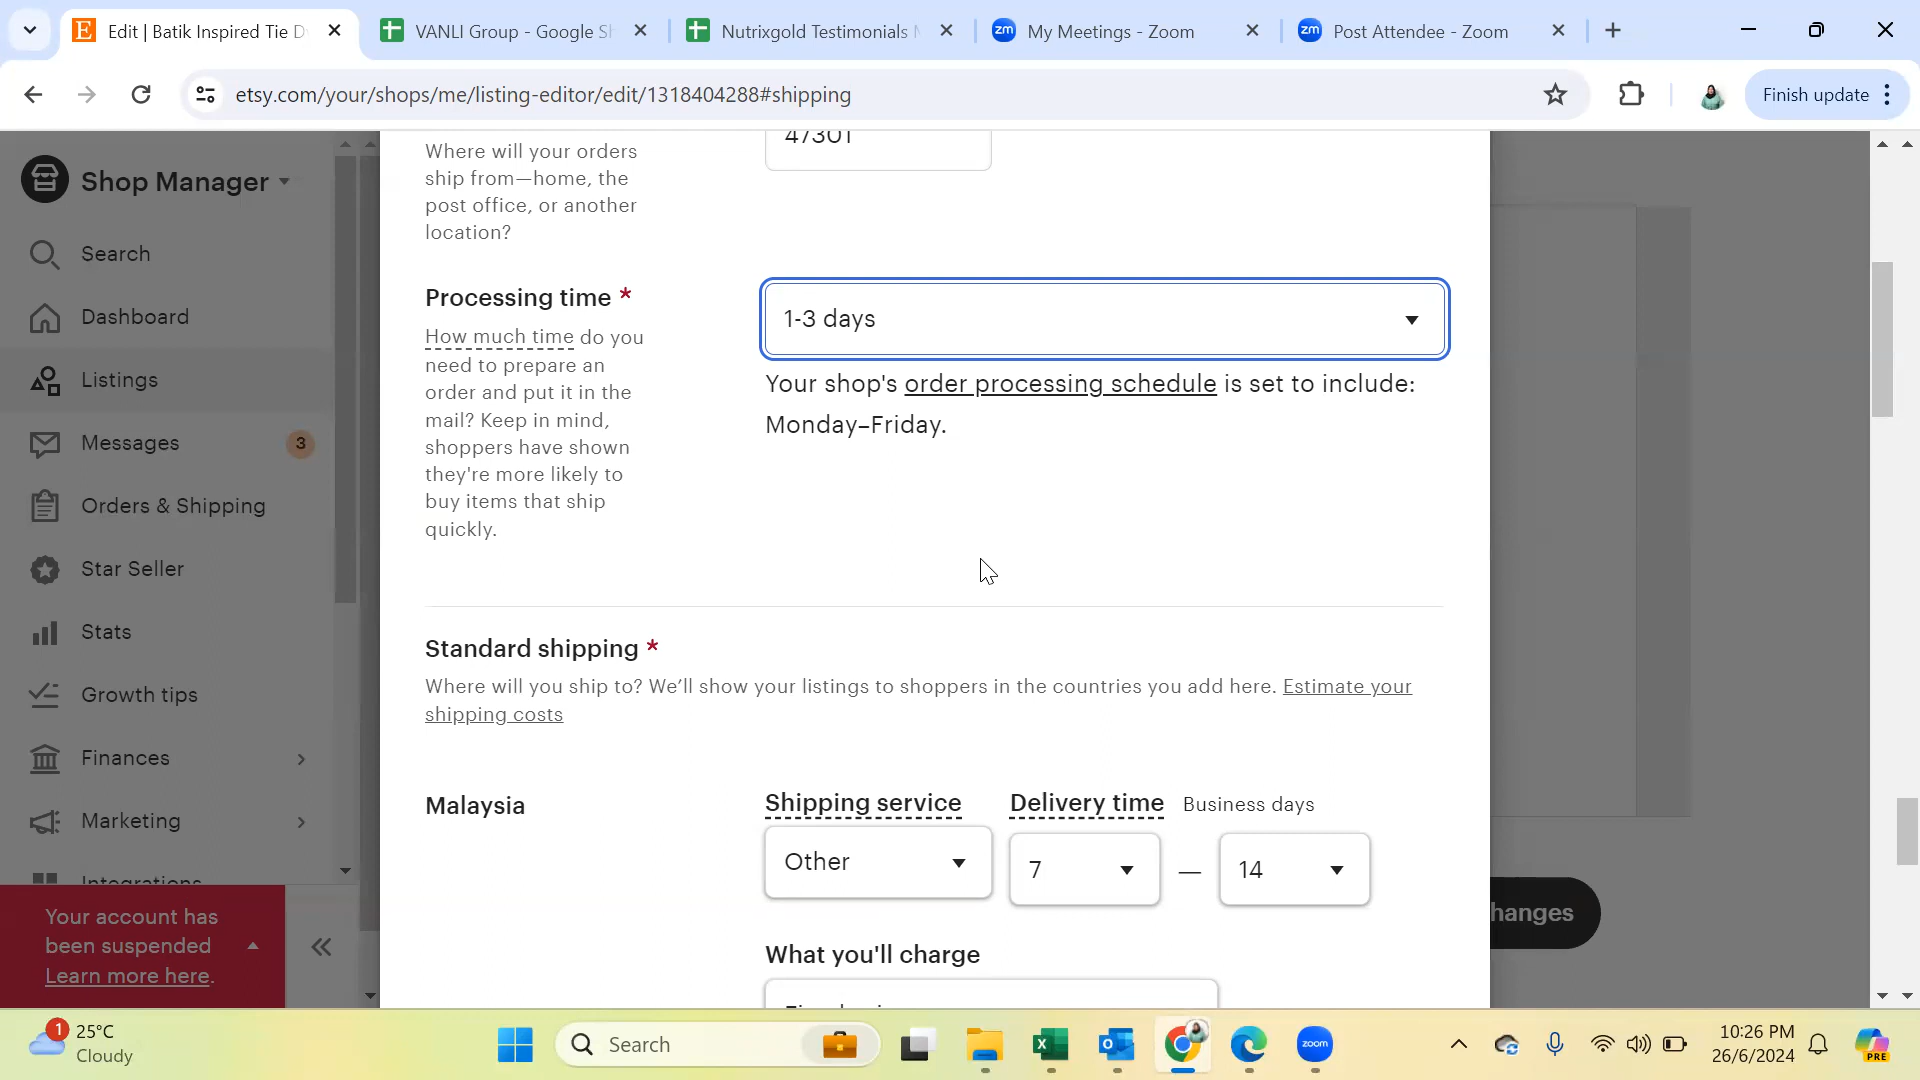 Edit | Batik Inspired Tie D
VANLI Group - Google Sh
Nutrixgold Testimonials M
My Meetings - Zoom
Post Attendee - Zoom
etsy.com/your/shops/me/listing-editor/edit/1318404288#shipping
Finish update
Shop Manager
Search
Dashboard
Listings
Messages 3
Orders & Shipping
Star Seller
Stats
Growth tips
Finances
Marketing
Integrations
Your account has
been suspended
Learn more here.
47301
Where will your orders
ship from—home, the
post office, or another
location?
Processing time *
How much time do you
need to prepare an
order and put it in the
mail? Keep in mind,
shoppers have shown
they're more likely to
buy items that ship
quickly.
1-3 days
Your shop's order processing schedule is set to include:
Monday–Friday.
Standard shipping *
Where will you ship to? We’ll show your listings to shoppers in the countries you add here. Estimate your
shipping costs
Malaysia
Shipping service
Delivery time Business days
Other
7 — 14
What you'll charge
hanges
1
25°C
Cloudy
Search
zoom
10:26 PM
26/6/2024
PRE